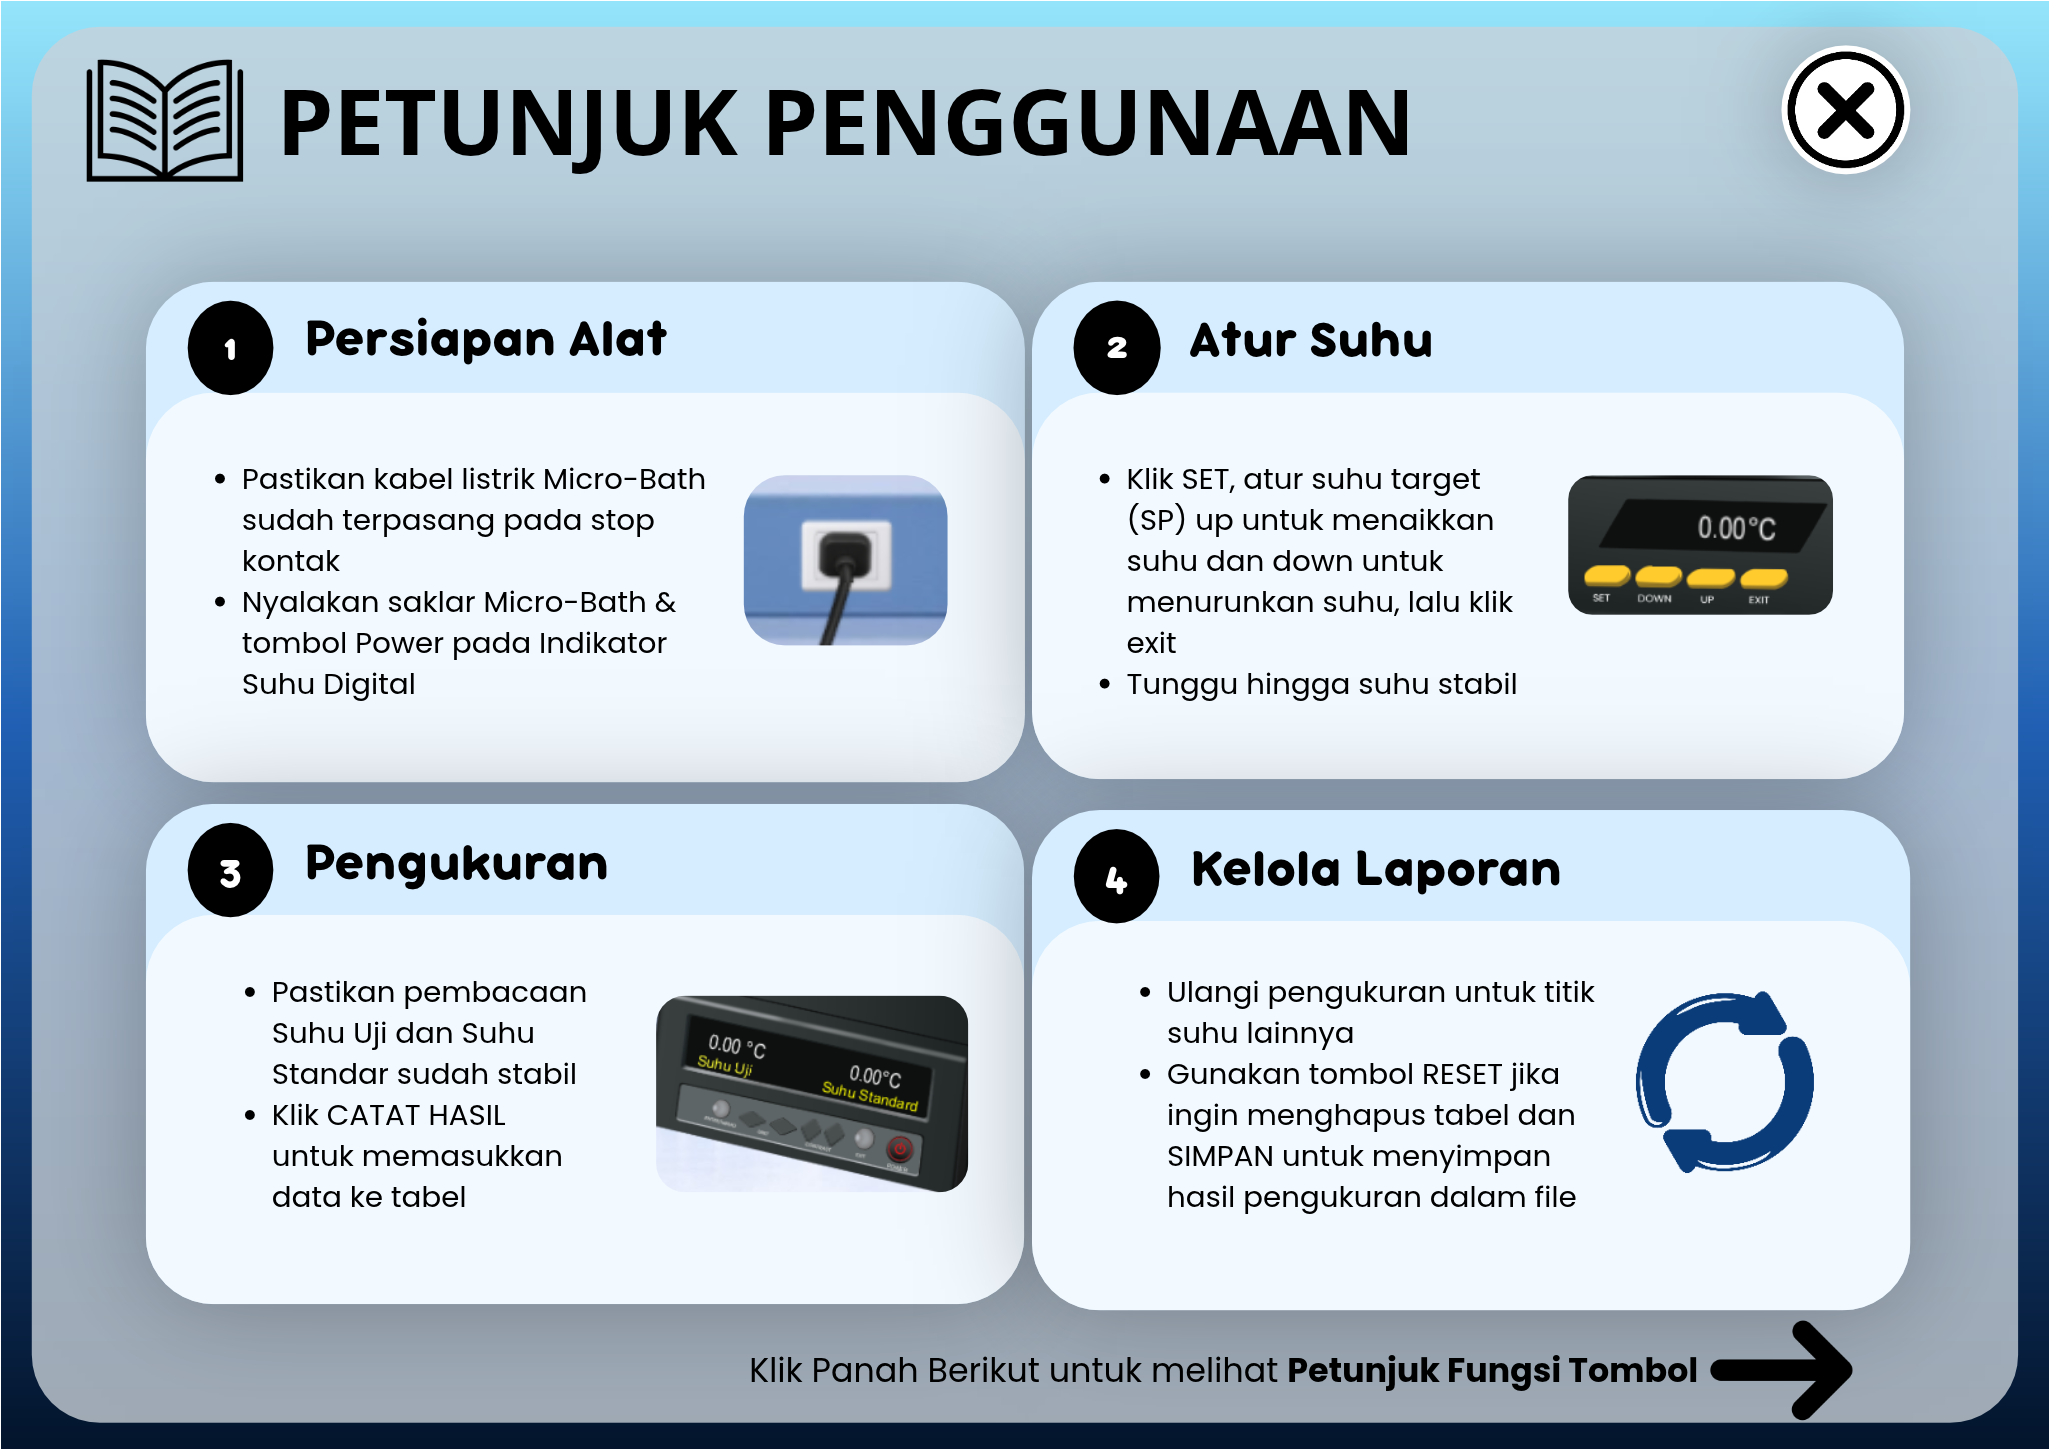 PETUNJUK PENGGUNAAN
1
Persiapan Alat
Pastikan kabel listrik Micro-Bath
sudah terpasang pada stop
kontak
Nyalakan saklar Micro-Bath &
tombol Power pada Indikator
Suhu Digital
2
Atur Suhu
Klik SET, atur suhu target
(SP) up untuk menaikkan
suhu dan down untuk
menurunkan suhu, lalu klik
exit
Tunggu hingga suhu stabil
0.00°C
SET DOWN UP EXIT
3
Pengukuran
Pastikan pembacaan
Suhu Uji dan Suhu
Standar sudah stabil
Klik CATAT HASIL
untuk memasukkan
data ke tabel
0.00 °C
Suhu Uji
0.00°C
Suhu Standard
POWER
4
Kelola Laporan
Ulangi pengukuran untuk titik
suhu lainnya
Gunakan tombol RESET jika
ingin menghapus tabel dan
SIMPAN untuk menyimpan
hasil pengukuran dalam file
Klik Panah Berikut untuk melihat Petunjuk Fungsi Tombol